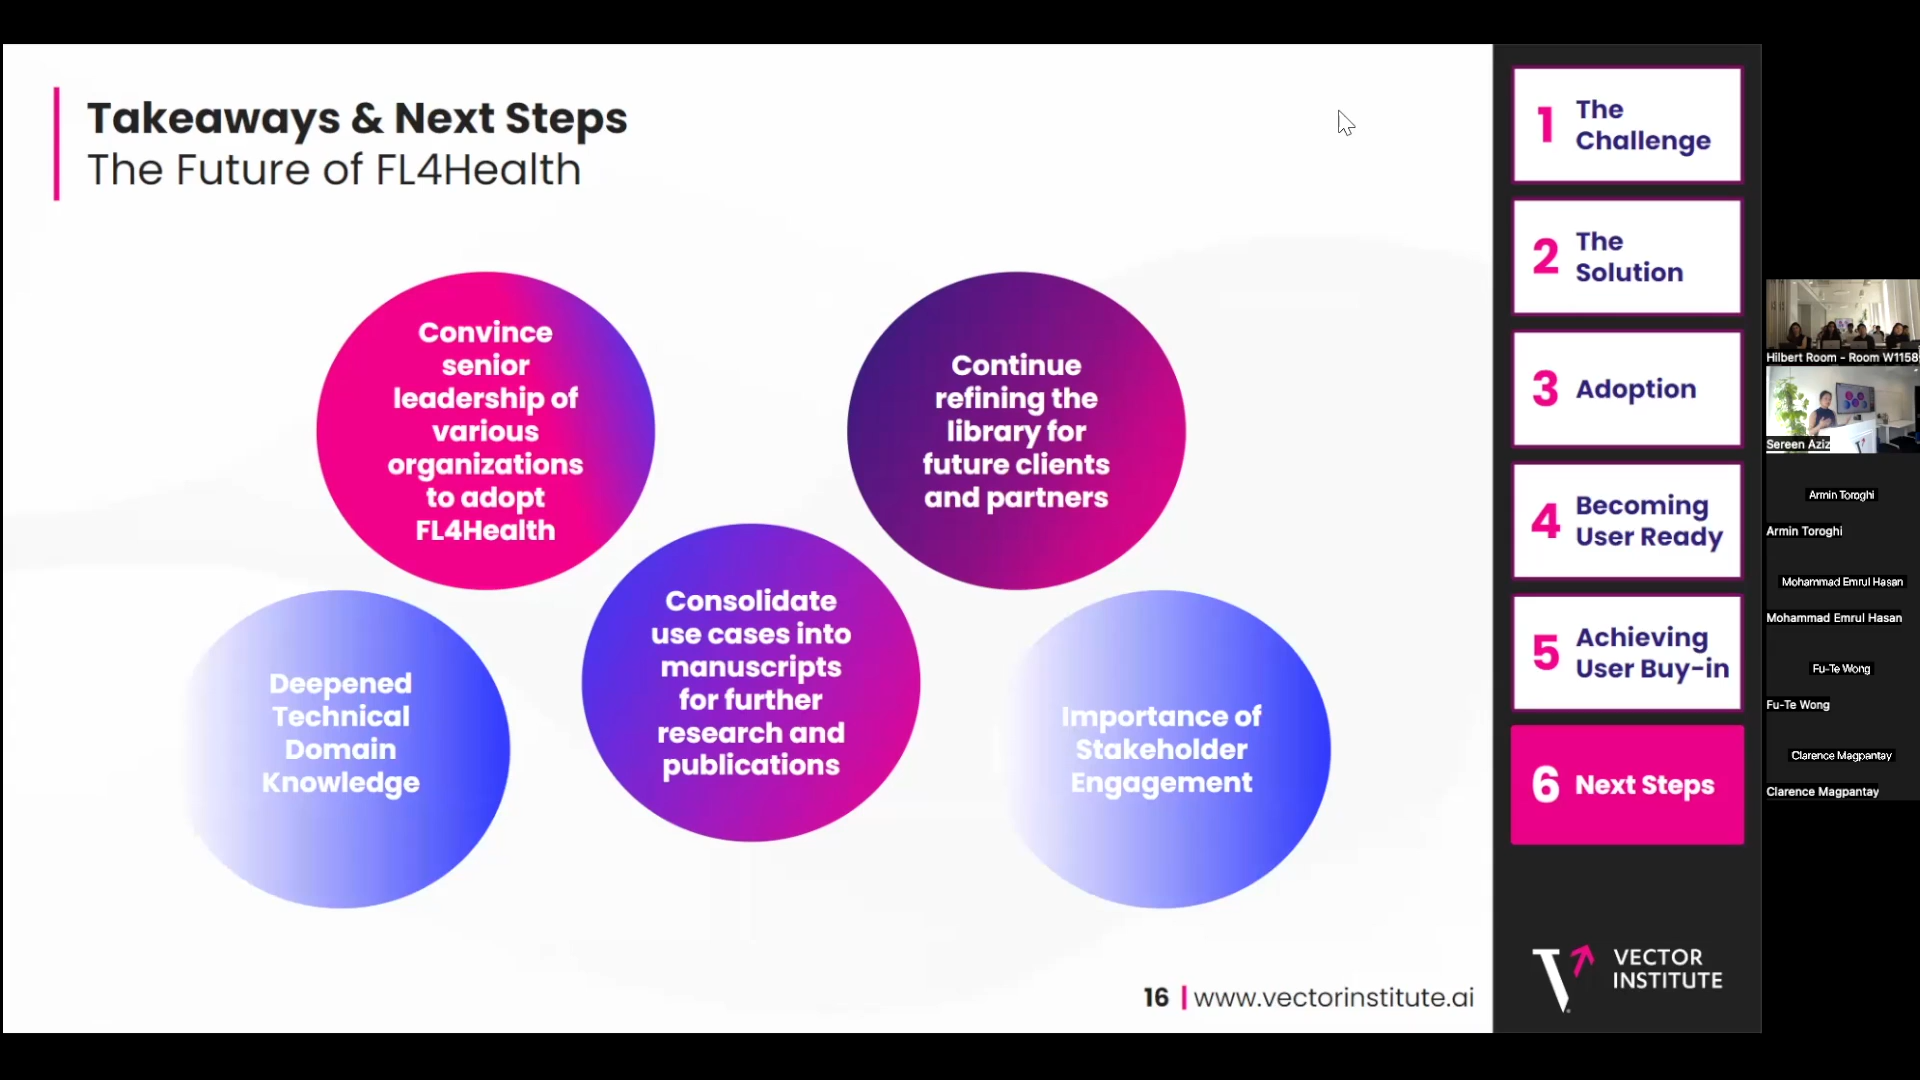 Takeaways & Next Steps
The Future of FL4Health
Convince
senior
leadership of
various
organizations
to adopt
FL4Health
Continue
refining the
library for
future clients
and partners
Deepened
Technical
Domain
Knowledge
Consolidate
use cases into
manuscripts
for further
research and
publications
Importance of
Stakeholder
Engagement
16 | www.vectorinstitute.ai
1 The
Challenge
2 The
Solution
3 Adoption
4 Becoming
User Ready
5 Achieving
User Buy-in
6 Next Steps
VECTOR
INSTITUTE
Hilbert Room - Room W1158
Sereen Aziz
Armin Toroghi
Armin Toroghi
Mohammad Emrul Hasan
Mohammad Emrul Hasan
Fu-Te Wong
Fu-Te Wong
Clarence Magpantay
Clarence Magpantay